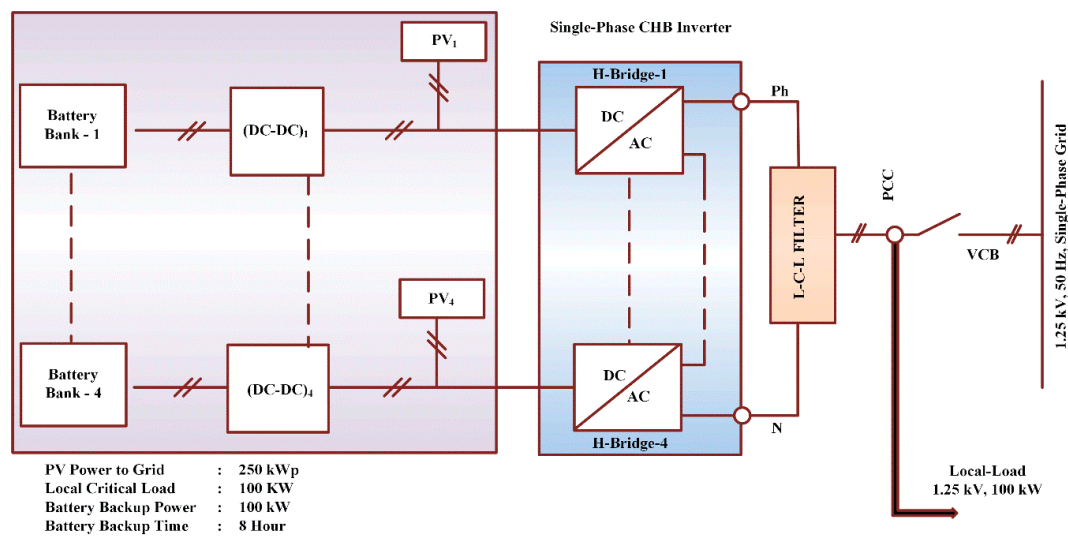 Single-Phase CHB Inverter
PV₁
H-Bridge-1
Battery
Bank - 1
(DC-DC)₁
DC
AC
Ph
L-C-L FILTER
PCC
VCB
1.25 kV, 50 Hz, Single-Phase Grid
PV₄
Battery
Bank - 4
(DC-DC)₄
DC
AC
N
H-Bridge-4
PV Power to Grid : 250 kWp
Local Critical Load : 100 KW
Battery Backup Power : 100 kW
Battery Backup Time : 8 Hour
Local-Load
1.25 kV, 100 kW